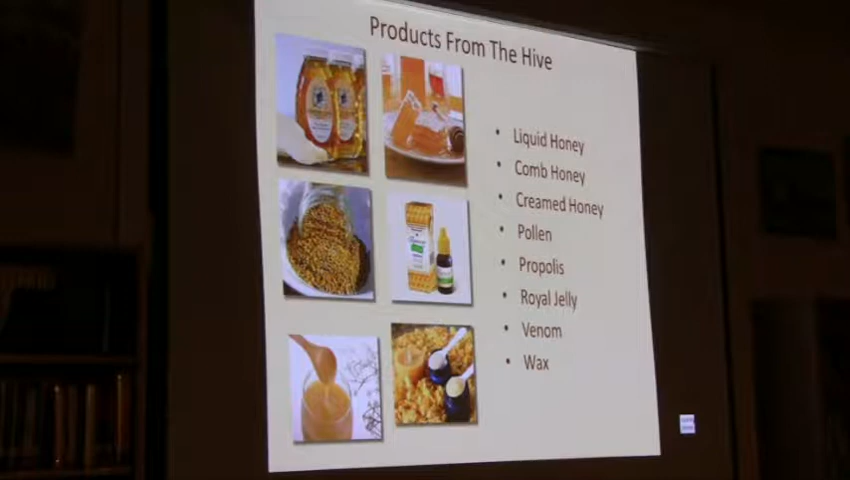 Products From The Hive
Liquid Honey
Comb Honey
Creamed Honey
Pollen
Propolis
Royal Jelly
Venom
Wax